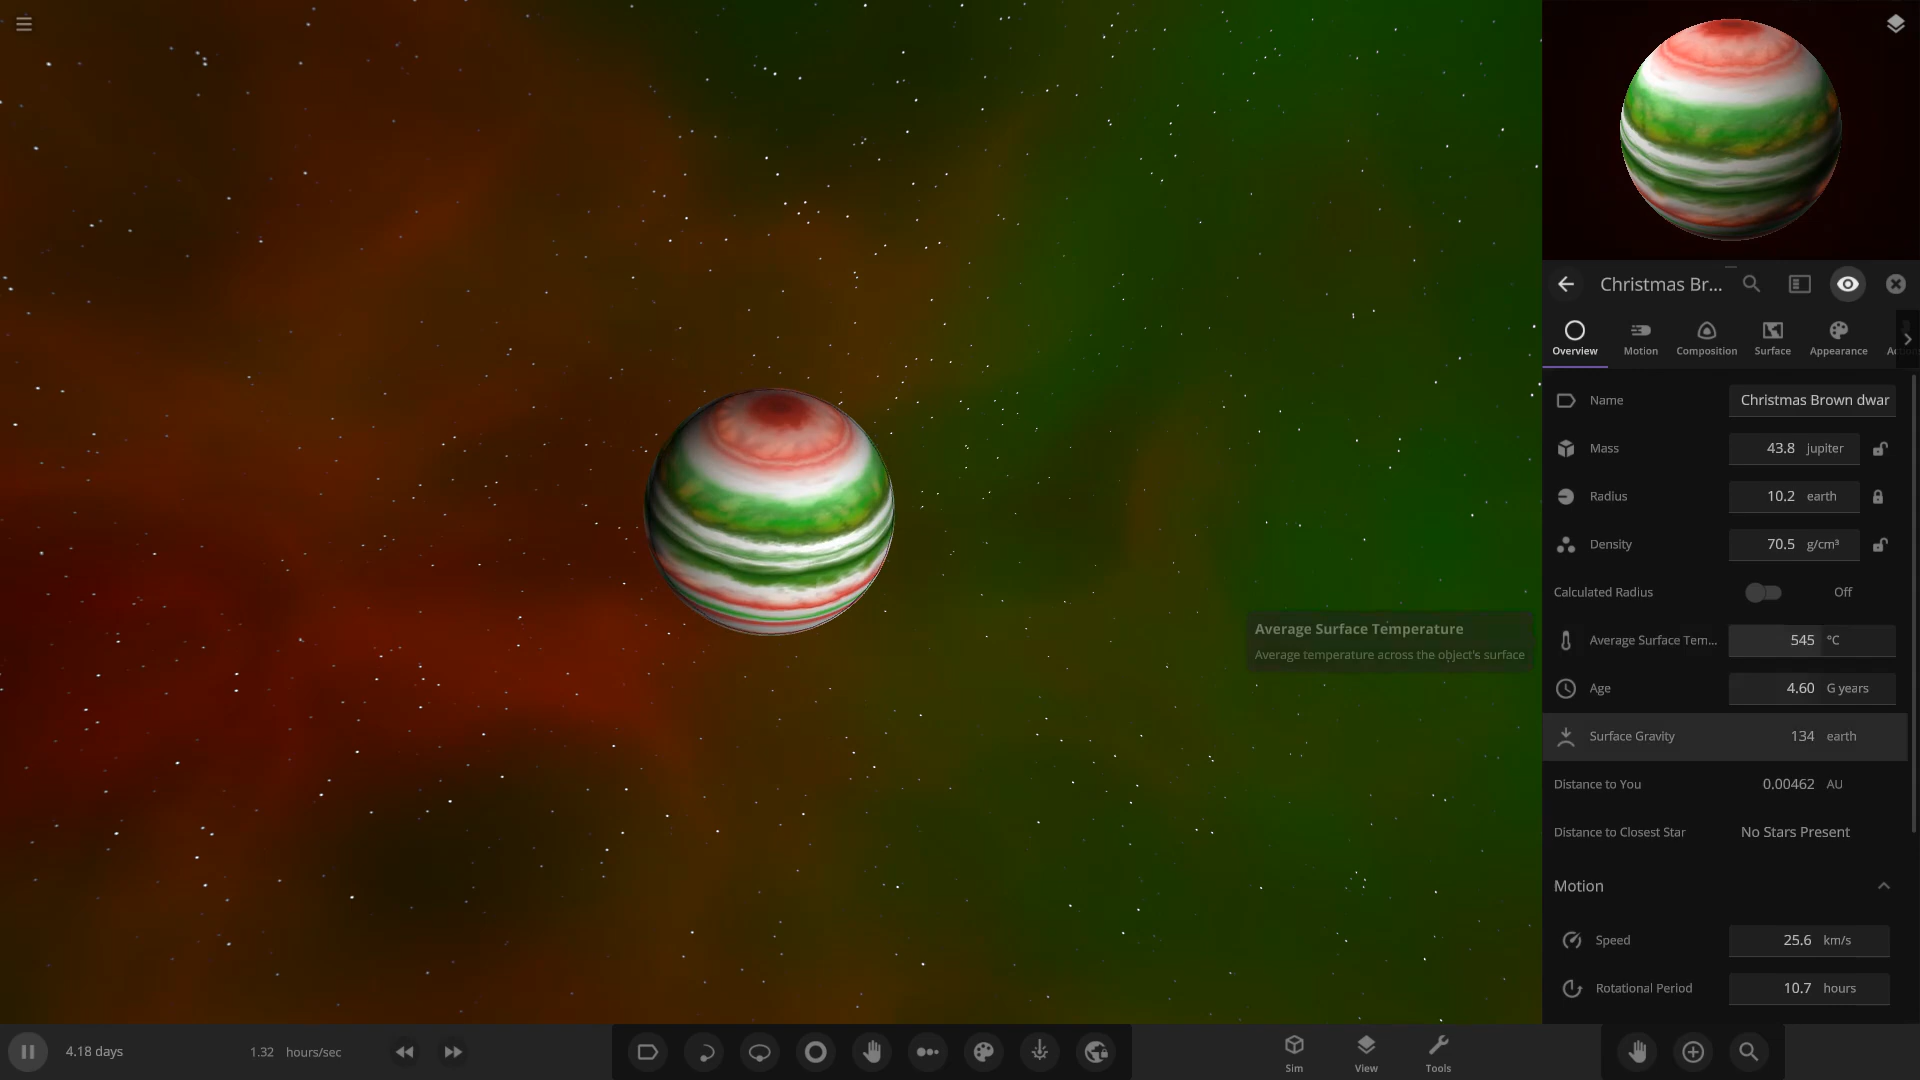 Christmas Br...
Overview
Motion
Composition
Surface
Appearance
Name
Christmas Brown dwar
Mass
43.8 jupiter
Radius
10.2 earth
Density
70.5 g/cm³
Calculated Radius
Off
Average Surface Temperature
Average temperature across the object's surface
Average Surface Tem...
545 °C
Age
4.60 G years
Surface Gravity
134 earth
Distance to You
0.00462 AU
Distance to Closest Star
No Stars Present
Motion
Speed
25.6 km/s
Rotational Period
10.7 hours
4.18 days
1.32 hours/sec
Sim
View
Tools